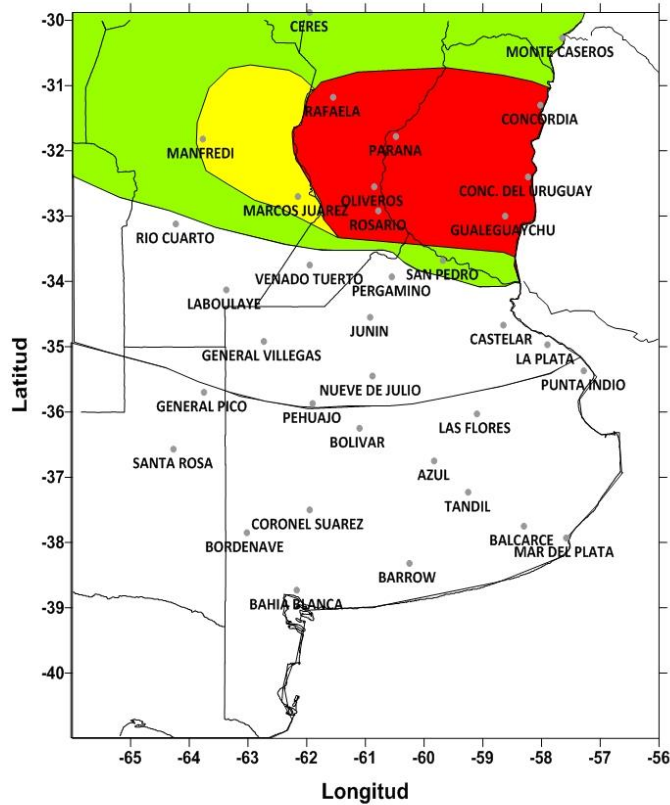 -30
CERES
MONTE CASEROS
-31
RAFAELA
CONCORDIA
PARANA
MANFREDI
-32
CONC. DEL URUGUAY
OLIVEROS
MARCOS JUAREZ
-33
ROSARIO
GUALEGUAYCHU
RIO CUARTO
SAN PEDRO
VENADO TUERTO
-34
PERGAMINO
LABOULAYE
JUNIN
CASTELAR
GENERAL VILLEGAS
-35
LA PLATA
PUNTA INDIO
NUEVE DE JULIO
GENERAL PICO
-36
PEHUAJO
LAS FLORES
BOLIVAR
SANTA ROSA
AZUL
-37
TANDIL
CORONEL SUAREZ
BALCARCE
BORDENAVE
-38
MAR DEL PLATA
BARROW
BAHIA BLANCA
-39
-40
Latitud
-65 -64 -63 -62 -61 -60 -59 -58 -57 -56
Longitud